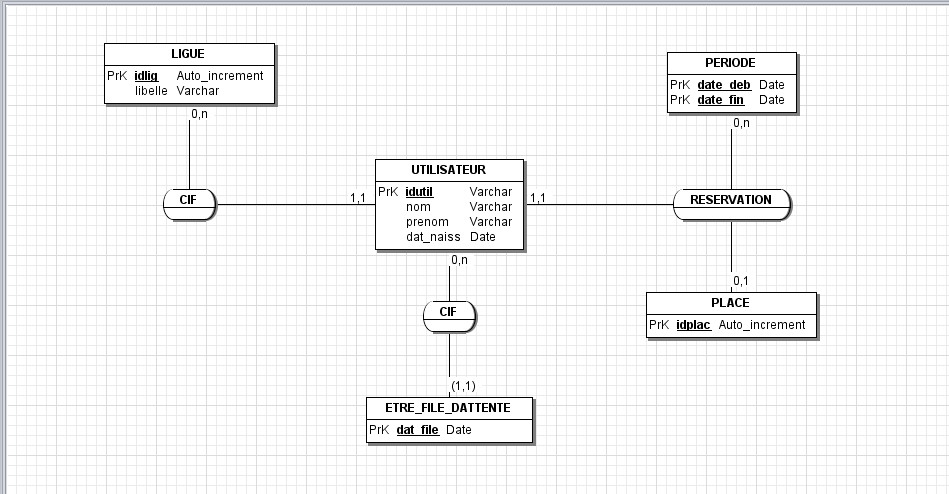 LIGUE
PrK idlig Auto_increment
libelle Varchar
0,n
CIF
1,1
UTILISATEUR
PrK idutil Varchar
nom Varchar
prenom Varchar
dat_naiss Date
0,n
1,1
PERIODE
PrK date_deb Date
PrK date_fin Date
0,n
RESERVATION
0,1
PLACE
PrK idplac Auto_increment
CIF
(1,1)
ETRE_FILE_DATTENTE
PrK dat_file Date